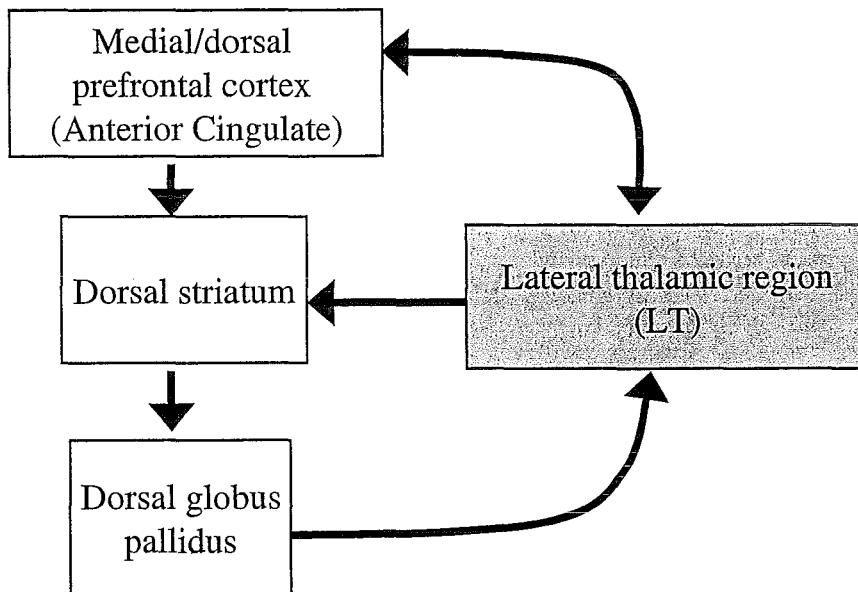 Medial/dorsal
prefrontal cortex
(Anterior Cingulate)
Dorsal striatum
Lateral thalamic region
(LT)
Dorsal globus
pallidus